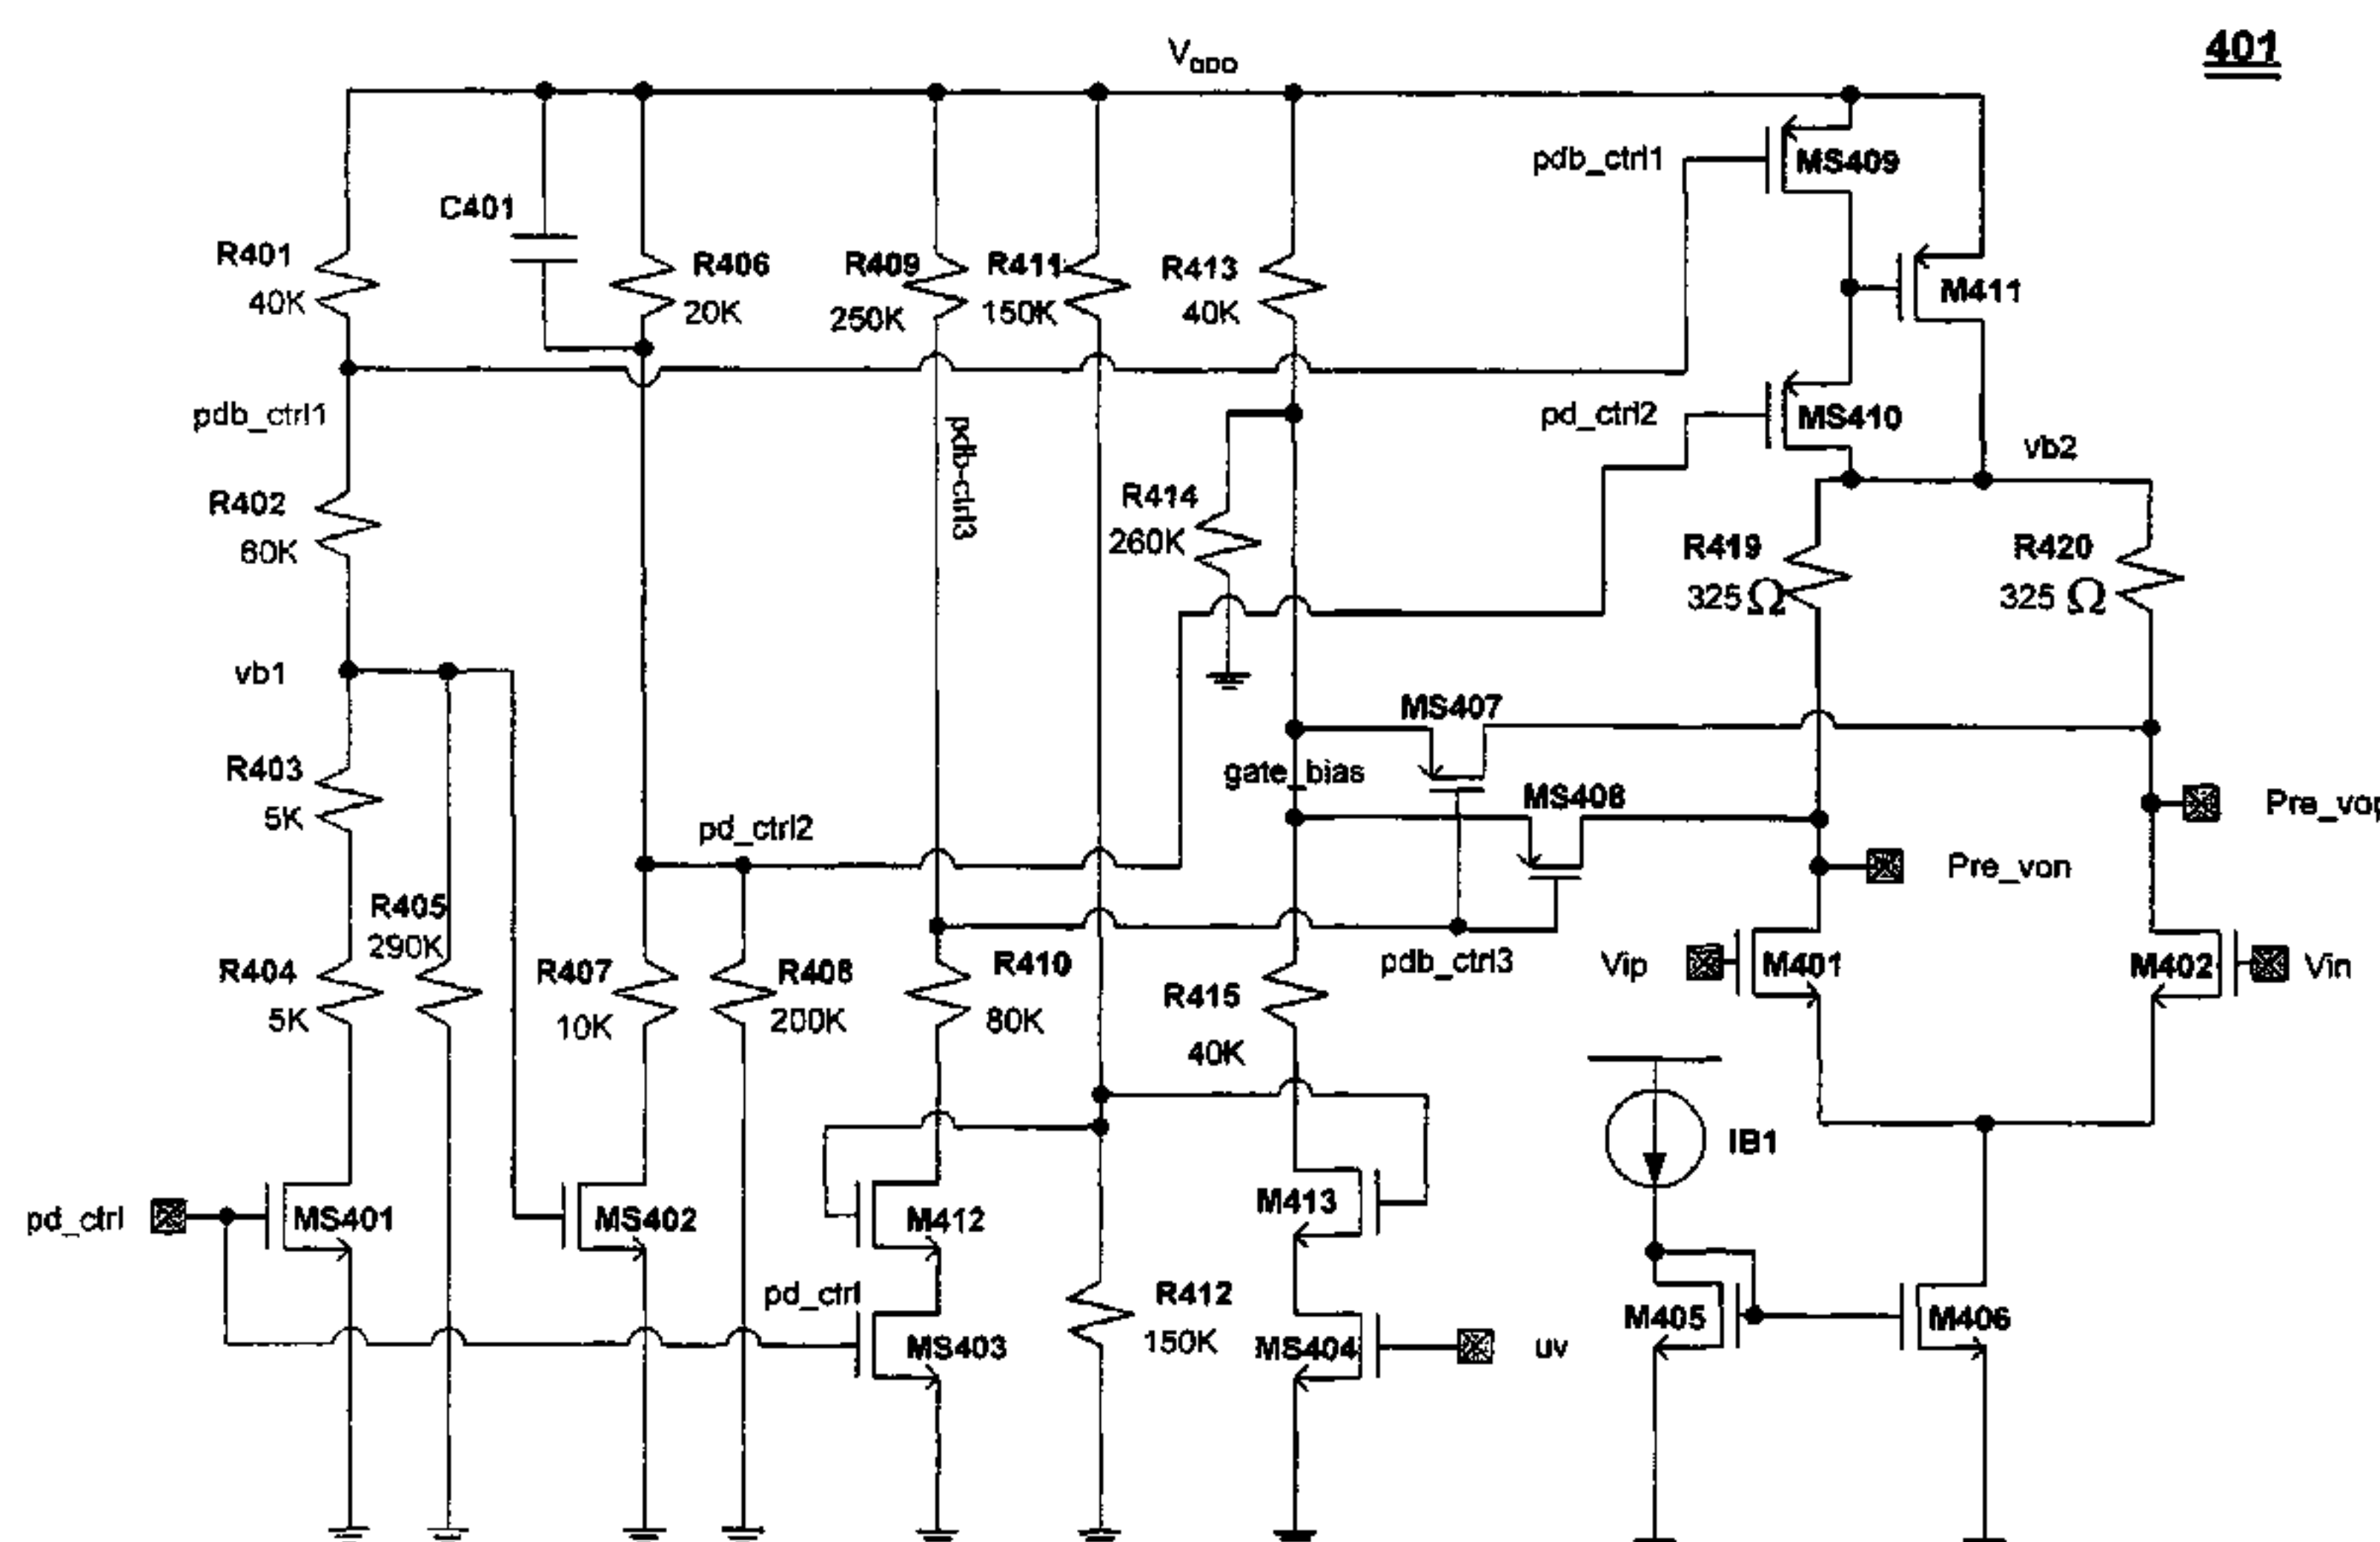 401
VGDO
pdb_ctrl1
MS409
C401
R401
40K
R406
20K
R409
250K
R411
150K
R413
40K
M411
pdb_ctrl1
pd_ctrl2
MS410
vb2
pdb-ctrl3
R402
R414
260K
R419
325 Ω
R420
325 Ω
vb1
MS407
R403
5K
gate_bias
MS408
Pre_vop
pd_ctrl2
Pre_von
R405
290K
R404
5K
R407
10K
R408
200K
R410
80K
pdb_ctrl3
R415
40K
Vip
M401
M402
Vin
IB1
pd_ctrl
MS401
MS402
M412
M413
pd_ctrl
MS403
R412
150K
MS404
uv
M405
M406